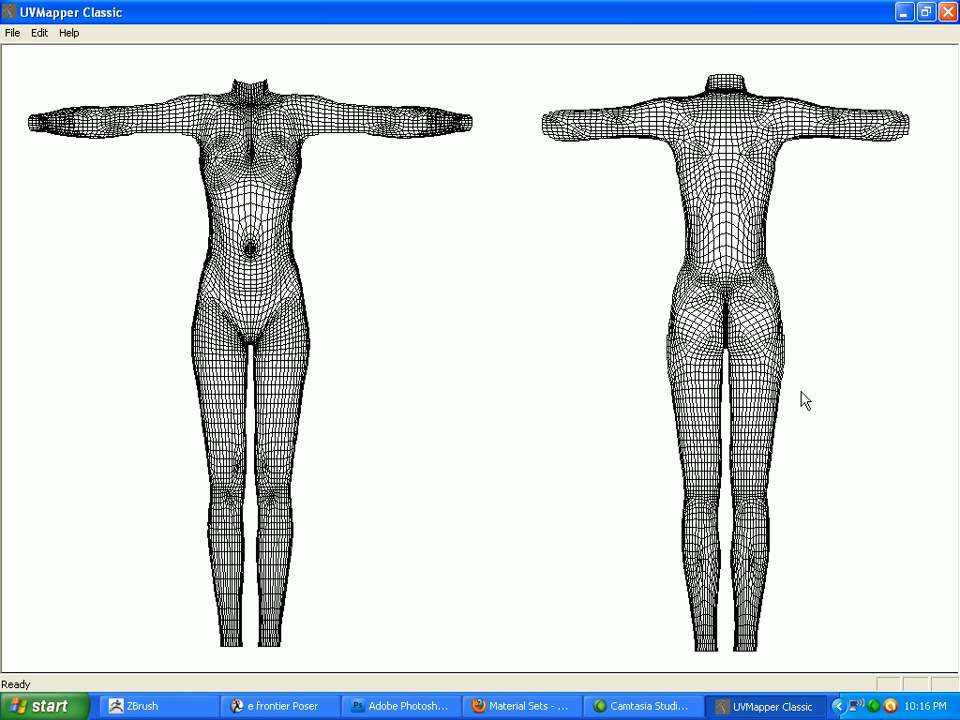 UVMapper Classic
File Edit Help
Ready
start ZBrush e frontier Poser Adobe Photosh... Material Sets - ... Camtasia Studi... UVMapper Classic 10:16 PM